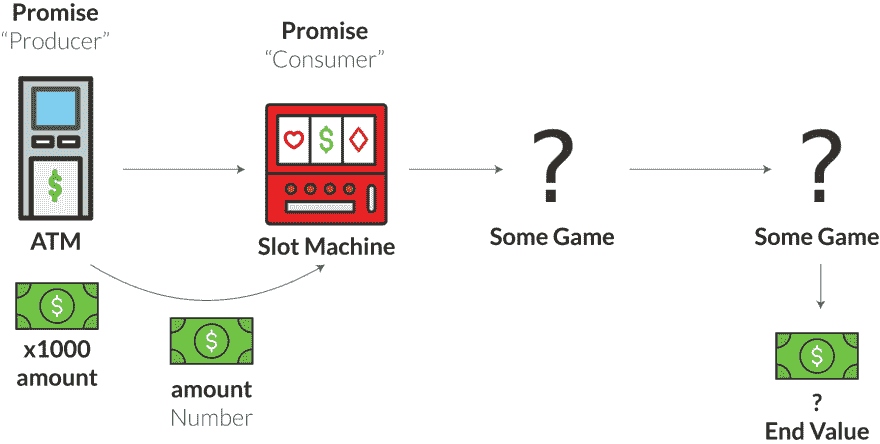 Promise
“Producer”
Promise
“Consumer”
$
$
?
?
ATM
Slot Machine
Some Game
Some Game
$
x1000
amount
$
amount
Number
$
?
End Value